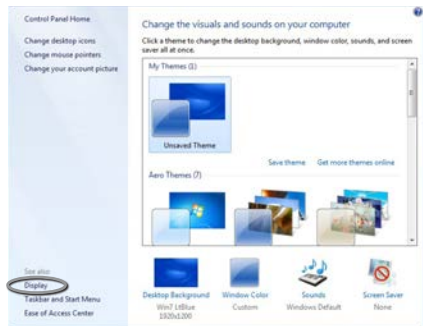 Control Panel Home
Change desktop icons
Change mouse pointers
Change your account picture
See also
Display
Taskbar and Start Menu
Ease of Access Center
Change the visuals and sounds on your computer
Click a theme to change the desktop background, window color, sounds, and screen
saver all at once.
My Themes (1)
Unsaved Theme
Save theme Get more themes online
Aero Themes (7)
Desktop Background
Win7 LtBlue
1920x1200
Window Color
Custom
Sounds
Windows Default
Screen Saver
None